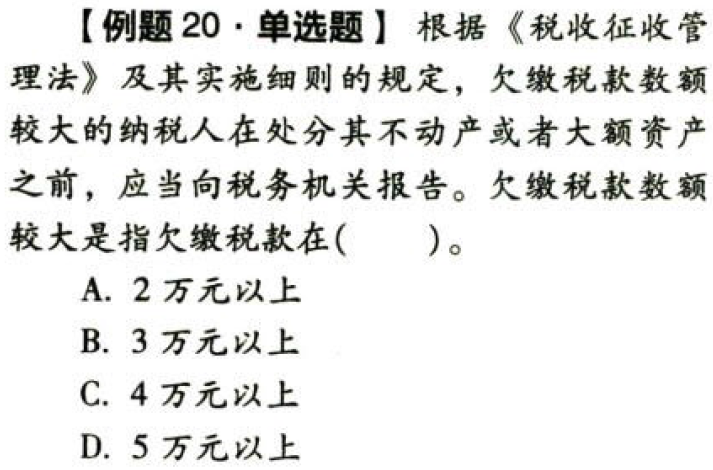 【例题 20·单选题】 根据《税收征收管
理法》及其实施细则的规定，欠缴税款数额
较大的纳税人在处分其不动产或者大额资产
之前，应当向税务机关报告。欠缴税款数额
较大是指欠缴税款在(　　)。
A. 2 万元以上
B. 3 万元以上
C. 4 万元以上
D. 5 万元以上